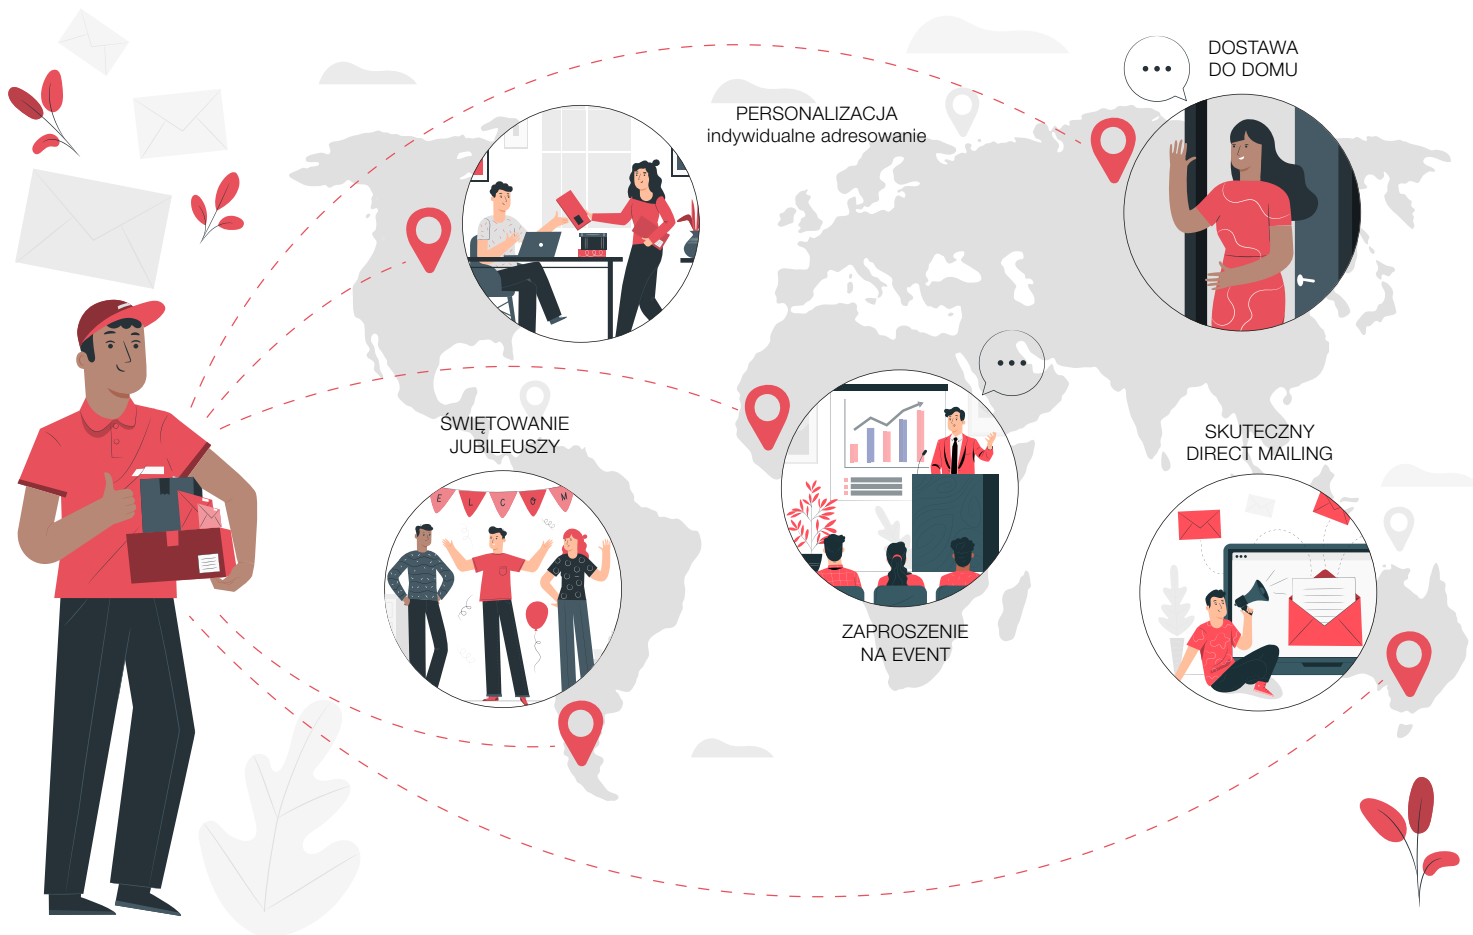 DOSTAWA
DO DOMU
PERSONALIZACJA
indywidualne adresowanie
ŚWIĘTOWANIE
JUBILEUSZY
SKUTECZNY
DIRECT MAILING
E L C O M
ZAPROSZENIE
NA EVENT